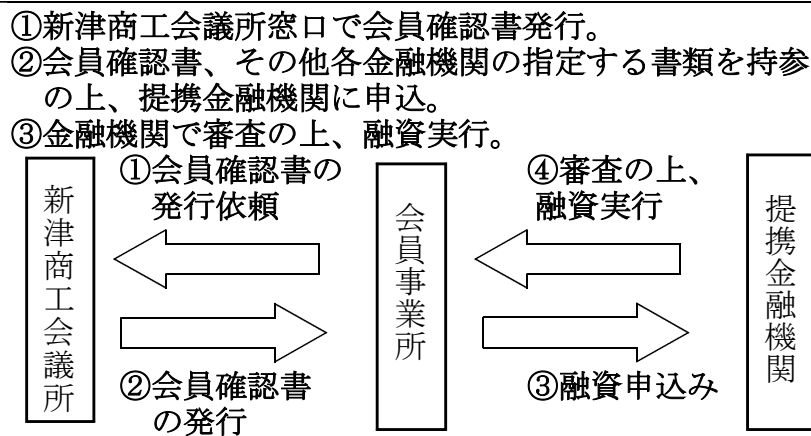 ①新津商工会議所窓口で会員確認書発行。
②会員確認書、その他各金融機関の指定する書類を持参
の上、提携金融機関に申込。
③金融機関で審査の上、融資実行。
新津商工会議所
①会員確認書の
発行依頼
②会員確認書
の発行
会員事業所
④審査の上、
融資実行
③融資申込み
提携金融機関